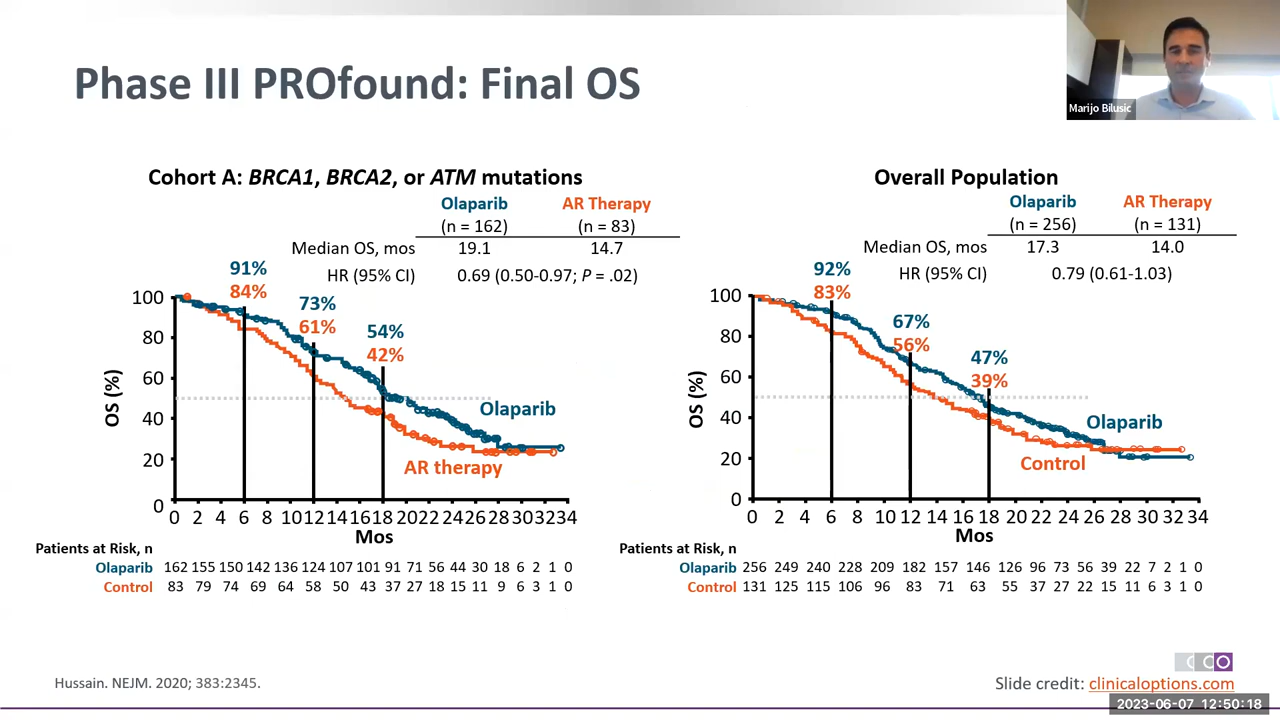 Phase III PROfound: Final OS
Marijo Bilusic
Cohort A: BRCA1, BRCA2, or ATM mutations
Olaparib AR Therapy
(n = 162) (n = 83)
Median OS, mos 19.1 14.7
HR (95% CI) 0.69 (0.50-0.97; P = .02)
91%
84%
73%
61%
54%
42%
100
80
60
40
20
0
OS (%)
Olaparib
AR therapy
0 2 4 6 8 10 12 14 16 18 20 22 24 26 28 30 32 34
Mos
Patients at Risk, n
Olaparib 162 155 150 142 136 124 107 101 91 71 56 44 30 18 6 2 1 0
Control 83 79 74 69 64 58 50 43 37 27 18 15 11 9 6 3 1 0
Overall Population
Olaparib AR Therapy
(n = 256) (n = 131)
Median OS, mos 17.3 14.0
HR (95% CI) 0.79 (0.61-1.03)
92%
83%
67%
56%
47%
39%
100
80
60
40
20
0
OS (%)
Olaparib
Control
0 2 4 6 8 10 12 14 16 18 20 22 24 26 28 30 32 34
Mos
Patients at Risk, n
Olaparib 256 249 240 228 209 182 157 146 126 96 73 56 39 22 7 2 1 0
Control 131 125 115 106 96 83 71 63 55 37 27 22 15 11 6 3 1 0
Hussain. NEJM. 2020; 383:2345.
CCO
Slide credit: clinicaloptions.com
2023-06-07 12:50:18